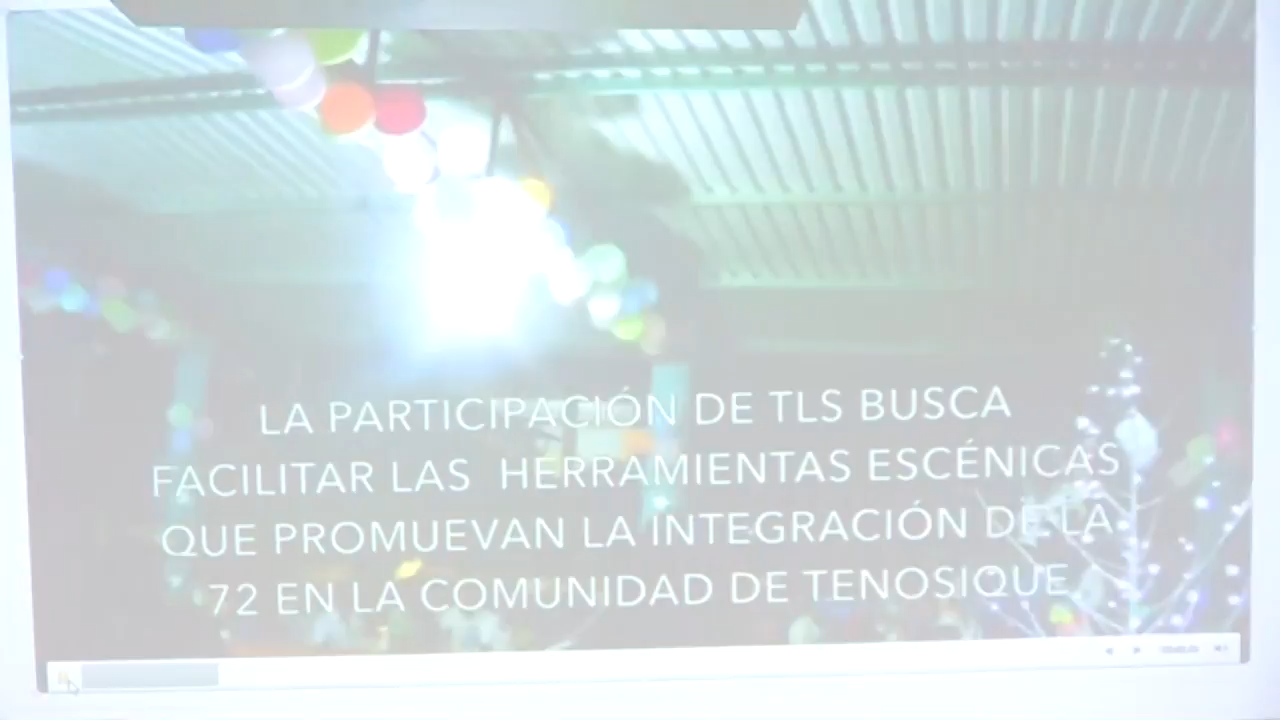 LA PARTICIPACIÓN DE TLS BUSCA
FACILITAR LAS HERRAMIENTAS ESCÉNICAS
QUE PROMUEVAN LA INTEGRACIÓN DE LA
72 EN LA COMUNIDAD DE TENOSIQUE